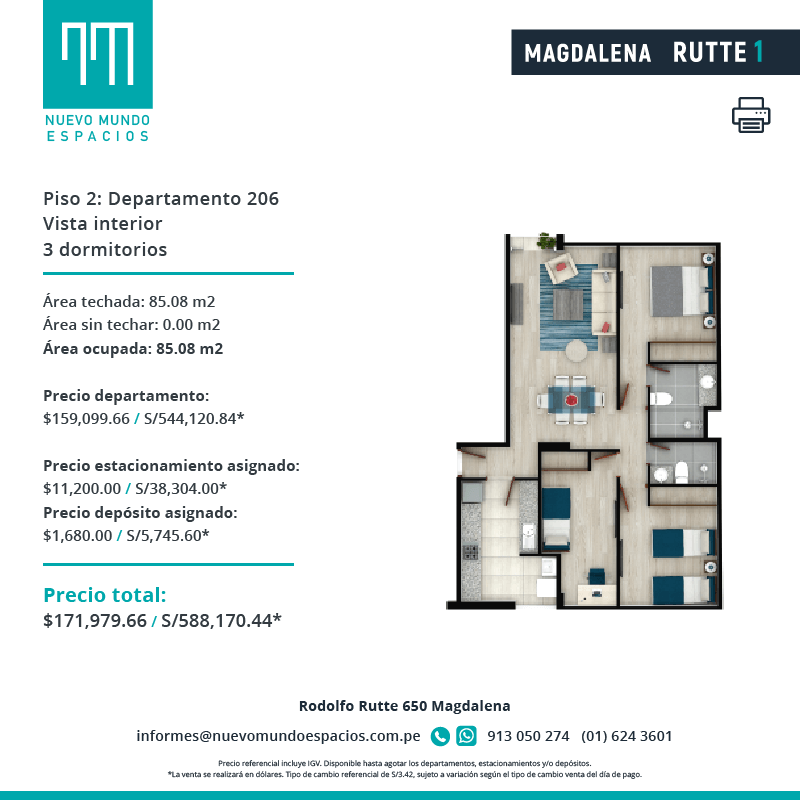 NUEVO MUNDO
ESPACIOS
MAGDALENA RUTTE 1
Piso 2: Departamento 206
Vista interior
3 dormitorios
Área techada: 85.08 m2
Área sin techar: 0.00 m2
Área ocupada: 85.08 m2
Precio departamento:
$159,099.66 / S/544,120.84*
Precio estacionamiento asignado:
$11,200.00 / S/38,304.00*
Precio depósito asignado:
$1,680.00 / S/5,745.60*
Precio total:
$171,979.66 / S/588,170.44*
Rodolfo Rutte 650 Magdalena
informes@nuevomundoespacios.com.pe 913 050 274 (01) 624 3601
Precio referencial incluye IGV. Disponible hasta agotar los departamentos, estacionamientos y/o depósitos.
*La venta se realizará en dólares. Tipo de cambio referencial de S/3.42, sujeto a variación según el tipo de cambio venta del día de pago.